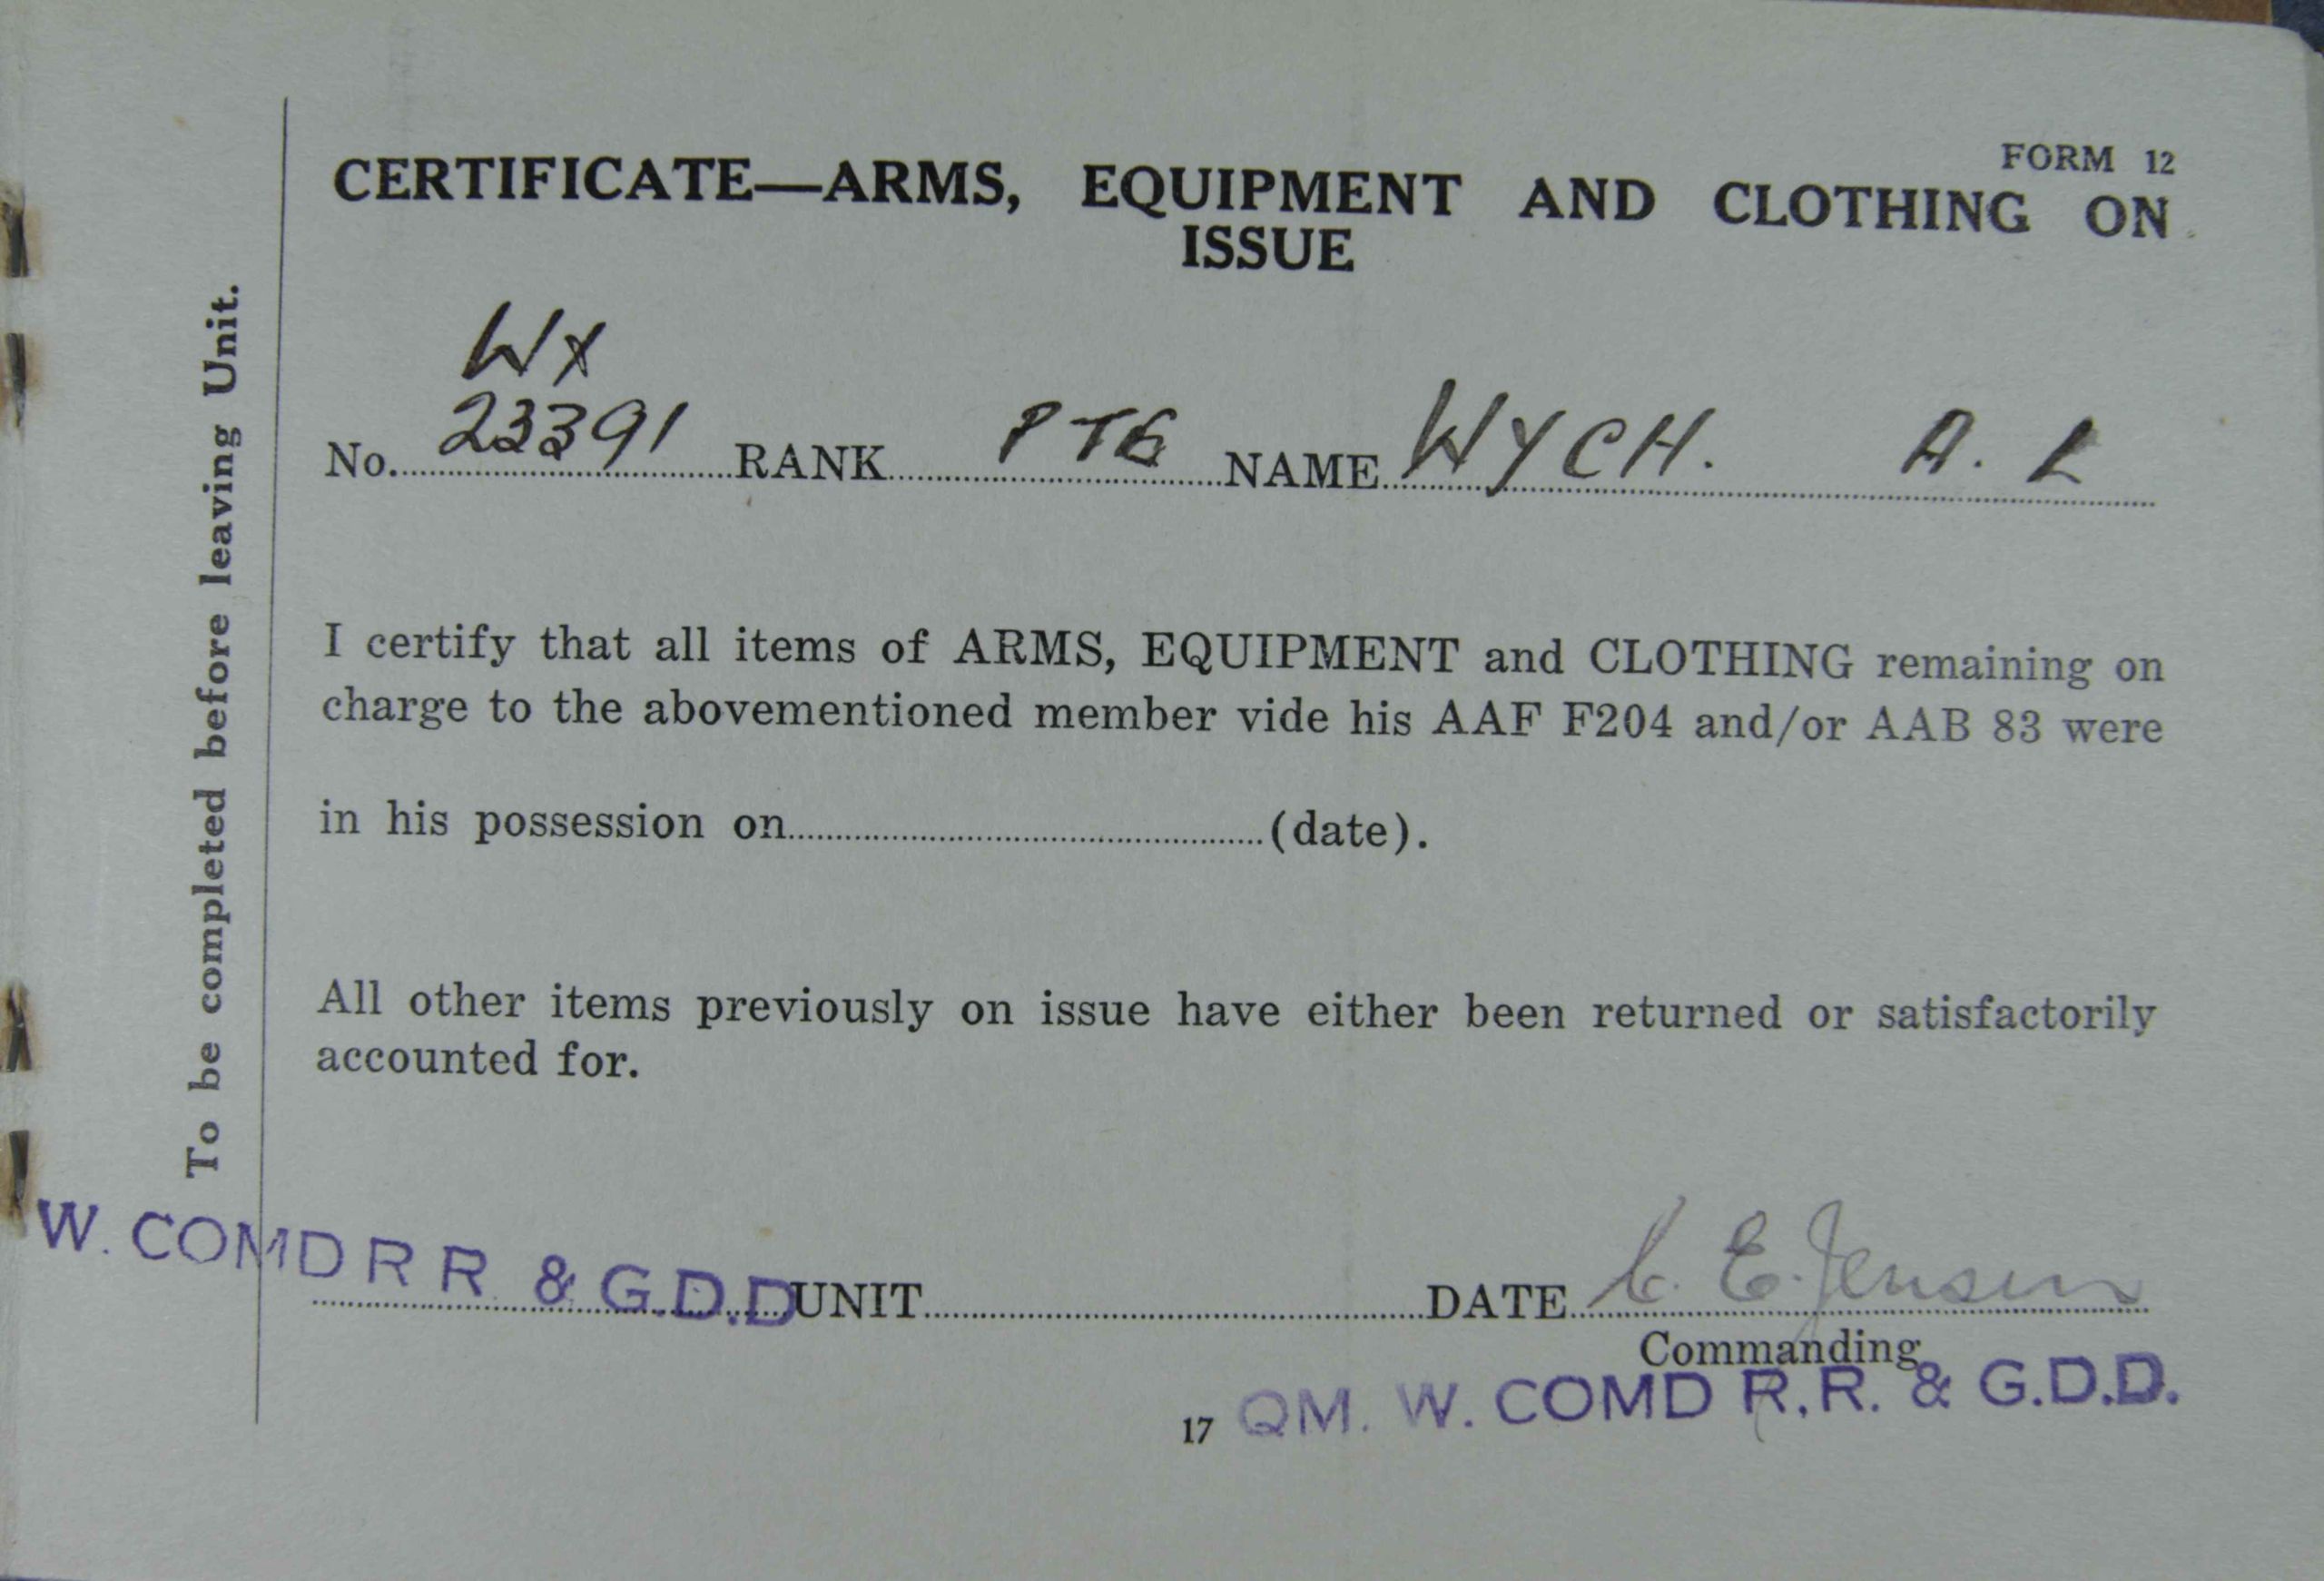 FORM 12
CERTIFICATE—ARMS, EQUIPMENT AND CLOTHING ON
ISSUE
WX
No. 23391 RANK PTE NAME WYCH. A. L
I certify that all items of ARMS, EQUIPMENT and CLOTHING remaining on
charge to the abovementioned member vide his AAF F204 and/or AAB 83 were
in his possession on (date).
All other items previously on issue have either been returned or satisfactorily
accounted for.
To be completed before leaving Unit.
W. COMD R R & G.D.D UNIT DATE C. E. Jensen
Commanding
17 QM. W. COMD R.R. & G.D.D.